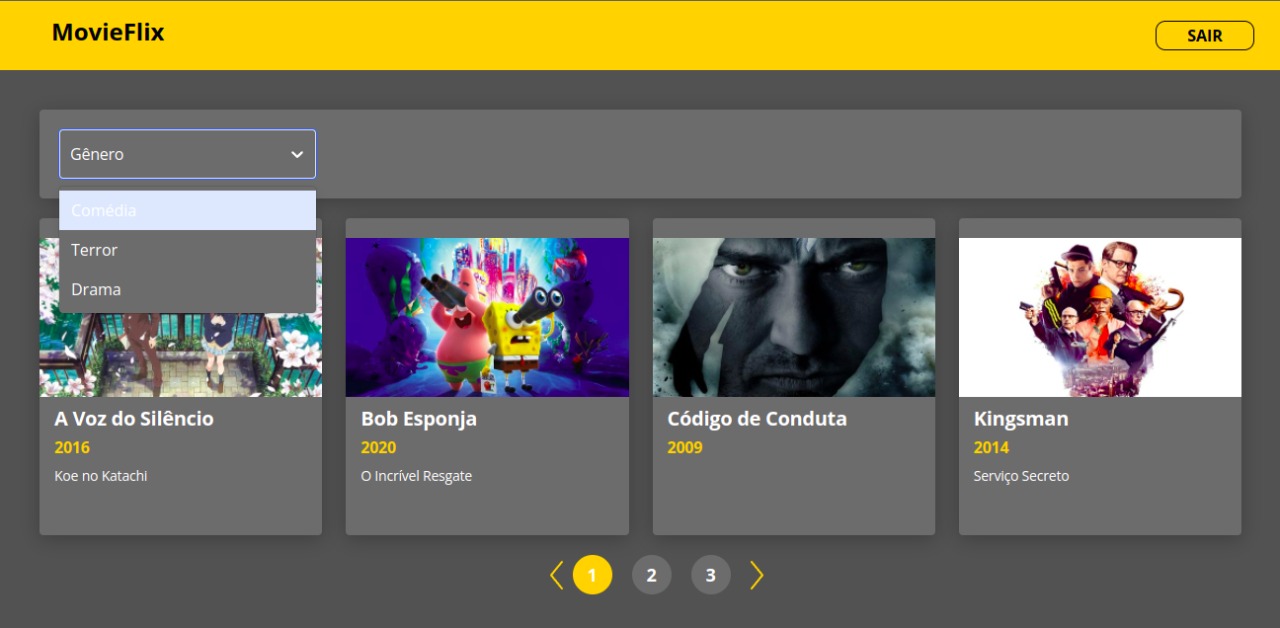 MovieFlix
SAIR
Gênero
Comédia
Terror
Drama
A Voz do Silêncio
2016
Koe no Katachi
Bob Esponja
2020
O Incrível Resgate
Código de Conduta
2009
Kingsman
2014
Serviço Secreto
1 2 3